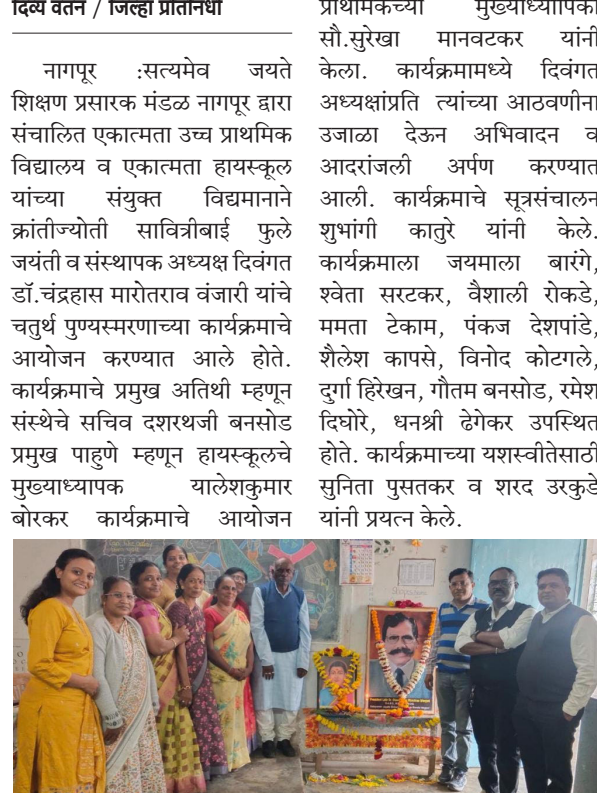 दिव्य वतन / जिल्हा प्रतिनिधी
नागपूर :सत्यमेव जयते
शिक्षण प्रसारक मंडळ नागपूर द्वारा
संचालित एकात्मता उच्च प्राथमिक
विद्यालय व एकात्मता हायस्कूल
यांच्या संयुक्त विद्यमानाने
क्रांतीज्योती सावित्रीबाई फुले
जयंती व संस्थापक अध्यक्ष दिवंगत
डॉ.चंद्रहास मारोतराव वंजारी यांचे
चतुर्थ पुण्यस्मरणाच्या कार्यक्रमाचे
आयोजन करण्यात आले होते.
कार्यक्रमाचे प्रमुख अतिथी म्हणून
संस्थेचे सचिव दशरथजी बनसोड
प्रमुख पाहुणे म्हणून हायस्कूलचे
मुख्याध्यापक यालेशकुमार
बोरकर कार्यक्रमाचे आयोजन
प्राथमिकच्या मुख्याध्यापिका
सौ.सुरेखा मानवटकर यांनी
केला. कार्यक्रमामध्ये दिवंगत
अध्यक्षांप्रति त्यांच्या आठवणीना
उजाळा देऊन अभिवादन व
आदरांजली अर्पण करण्यात
आली. कार्यक्रमाचे सूत्रसंचालन
शुभांगी कातुरे यांनी केले.
कार्यक्रमाला जयमाला बारंगे,
श्वेता सरटकर, वैशाली रोकडे,
ममता टेकाम, पंकज देशपांडे,
शैलेश कापसे, विनोद कोटगले,
दुर्गा हिरेखन, गौतम बनसोड, रमेश
दिघोरे, धनश्री ढेगेकर उपस्थित
होते. कार्यक्रमाच्या यशस्वीतेसाठी
सुनिता पुसतकर व शरद उरकुडे
यांनी प्रयत्न केले.